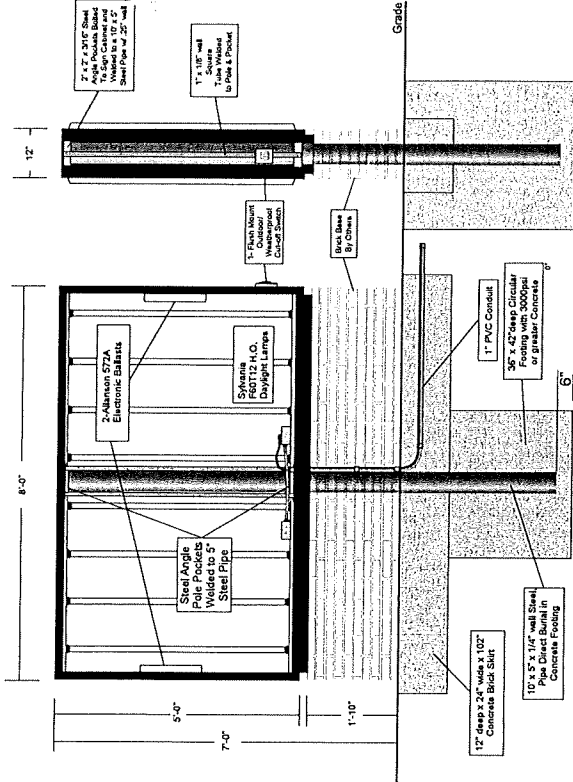 2" x 2" x 3/16" Steel
Angle Pockets Bolted
To Sign Cabinet and
Welded to a 10' x 5"
Steel Pipe w/ .25" wall
1" x 1/8" wall
Square
Tube Welded
to Pole & Pocket
12"
1- Flush Mount
Outdoor/
Weatherproof
Cut-off Switch
Brick Base
By Others
Grade
8'-0"
2-Allanson 572A
Electronic Ballasts
Sylvania
F60T12 H.O.
Daylight Lamps
Steel Angle
Pole Pockets
Welded to 5"
Steel Pipe
1" PVC Conduit
36" x 42"deep Circular
Footing with 3000psi
or greater Concrete
0"
6"
5'-0"
1'-10"
7'-0"
12" deep x 24" wide x 102"
Concrete Brick Skirt
10' x 5" x 1/4" wall Steel
Pipe Direct Burial in
Concrete Footing